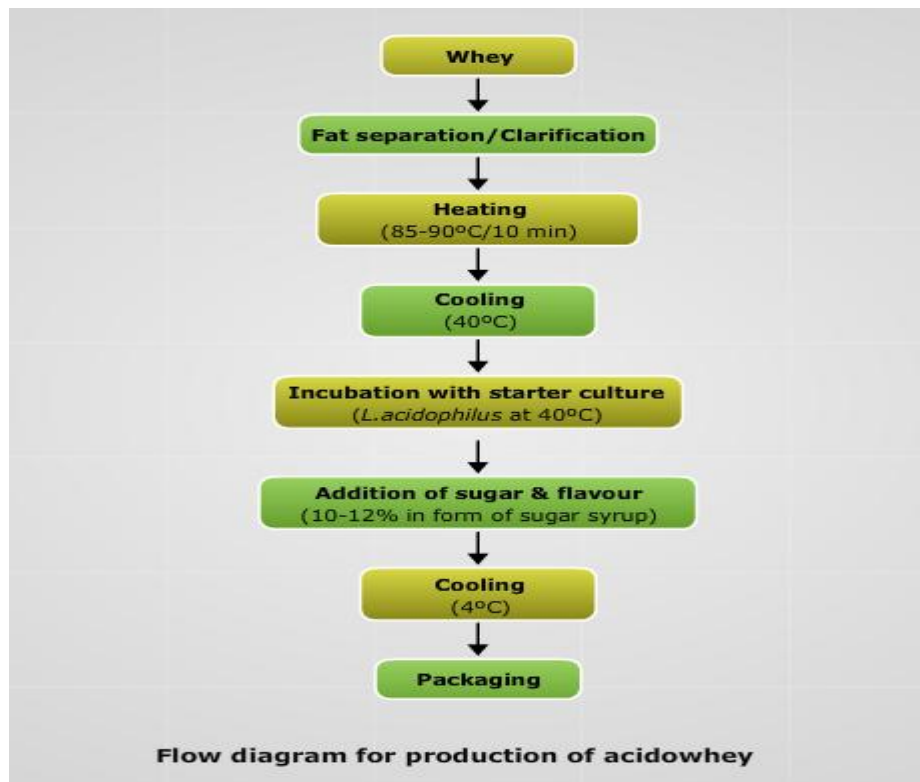 Whey
Fat separation/Clarification
Heating
(85-90ºC/10 min)
Cooling
(40ºC)
Incubation with starter culture
(L.acidophilus at 40ºC)
Addition of sugar & flavour
(10-12% in form of sugar syrup)
Cooling
(4ºC)
Packaging
Flow diagram for production of acidowhey